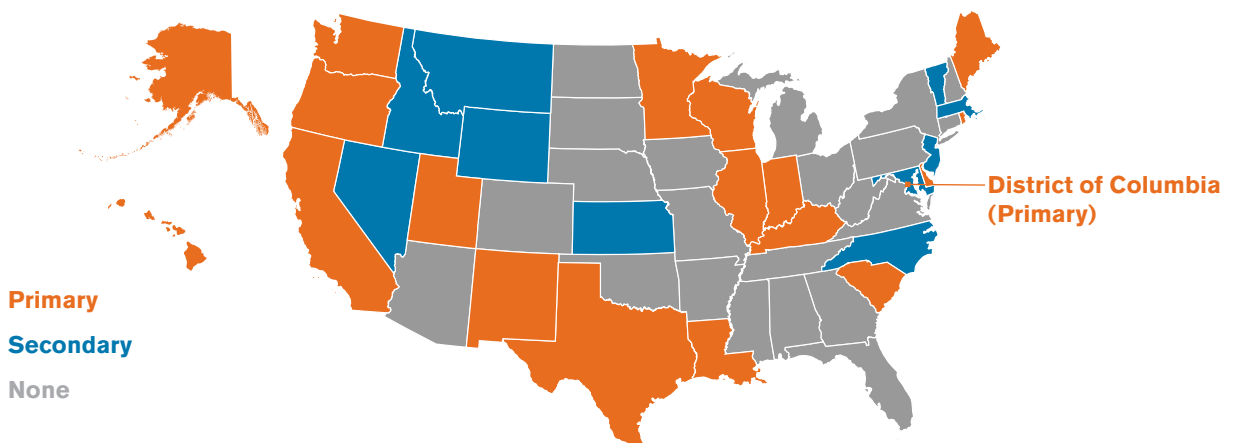 District of Columbia
(Primary)
Primary
Secondary
None